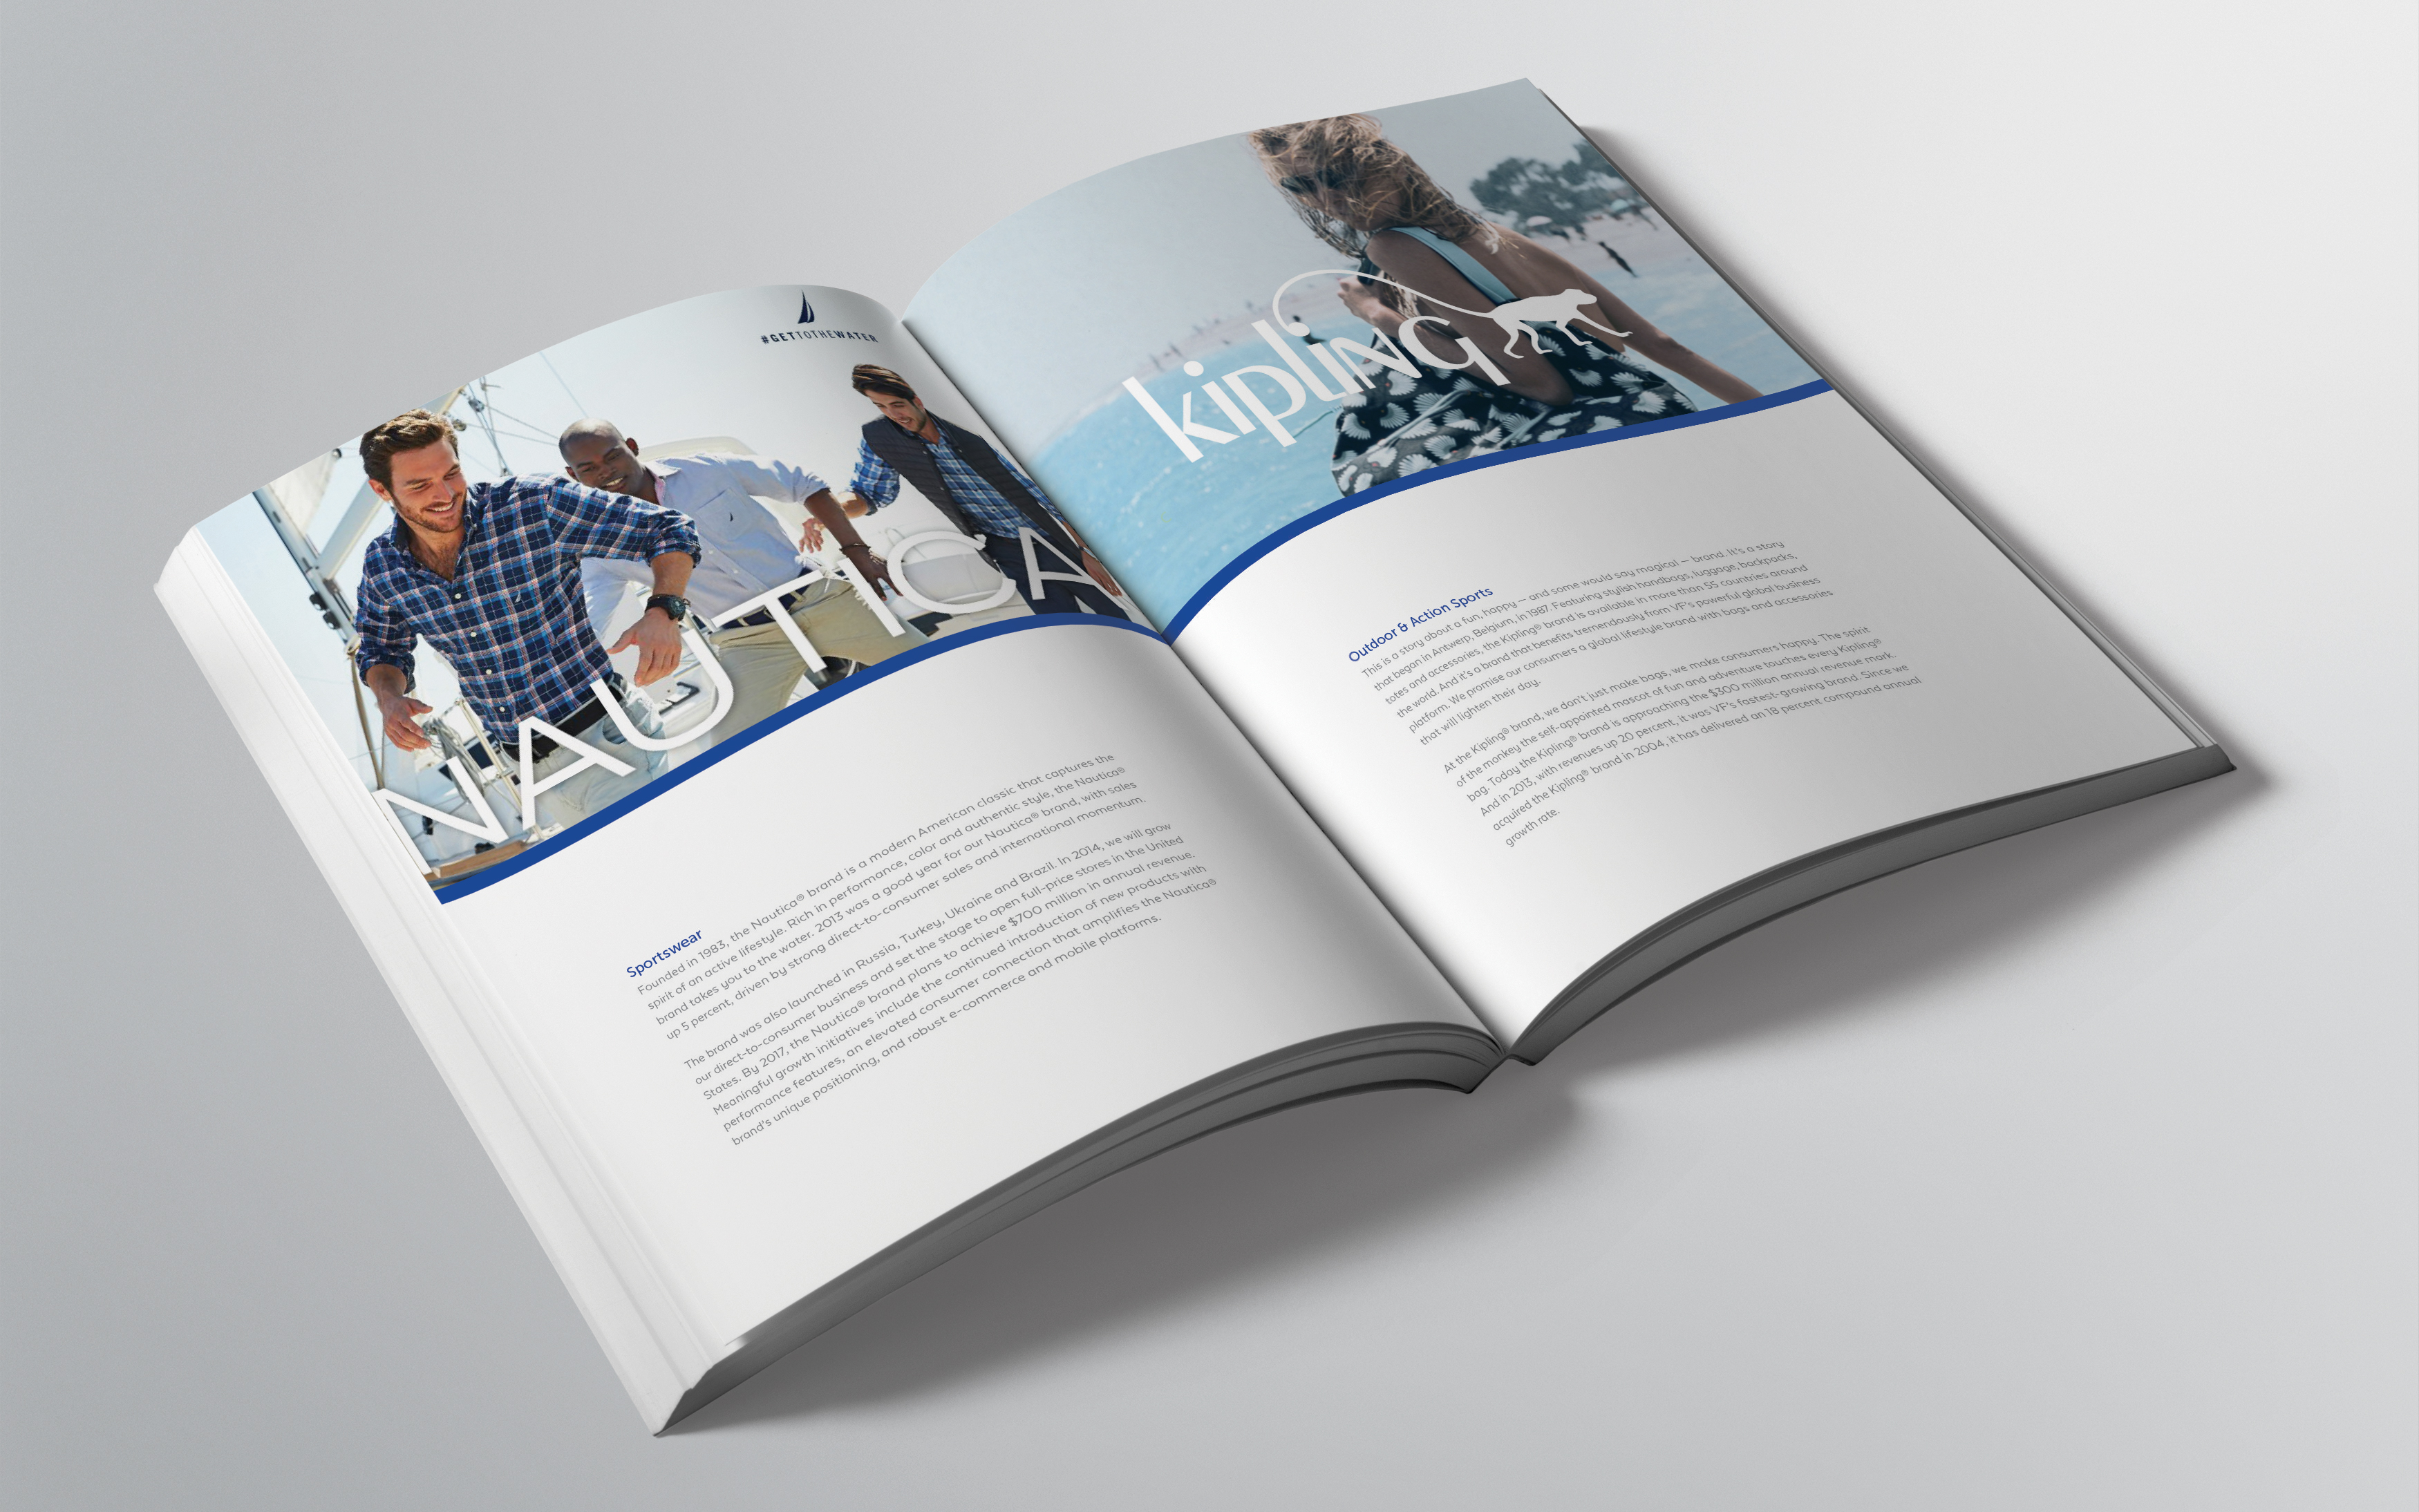 #GETTOTHEWATER
NAUTICA
Sportswear
Founded in 1983, the Nautica® brand is a modern American classic that captures the
spirit of an active lifestyle. Rich in performance, color and authentic style, the Nautica®
brand takes you to the water. 2013 was a good year for our Nautica® brand, with sales
up 5 percent, driven by strong direct-to-consumer sales and international momentum.
The brand was also launched in Russia, Turkey, Ukraine and Brazil. In 2014, we will grow
our direct-to-consumer business and set the stage to open full-price stores in the United
States. By 2017, the Nautica® brand plans to achieve $700 million in annual revenue.
Meaningful growth initiatives include the continued introduction of new products with
performance features, an elevated consumer connection that amplifies the Nautica®
brand's unique positioning, and robust e-commerce and mobile platforms.
kipling
Outdoor & Action Sports
This is a story about a fun, happy — and some would say magical — brand. It's a story
that began in Antwerp, Belgium, in 1987. Featuring stylish handbags, luggage, backpacks,
totes and accessories, the Kipling® brand is available in more than 55 countries around
the world. And it's a brand that benefits tremendously from VF's powerful global business
platform. We promise our consumers a global lifestyle brand with bags and accessories
that will lighten their day.
At the Kipling® brand, we don't just make bags, we make consumers happy. The spirit
of the monkey the self-appointed mascot of fun and adventure touches every Kipling®
bag. Today the Kipling® brand is approaching the $300 million annual revenue mark.
And in 2013, with revenues up 20 percent, it was VF's fastest-growing brand. Since we
acquired the Kipling® brand in 2004, it has delivered an 18 percent compound annual
growth rate.